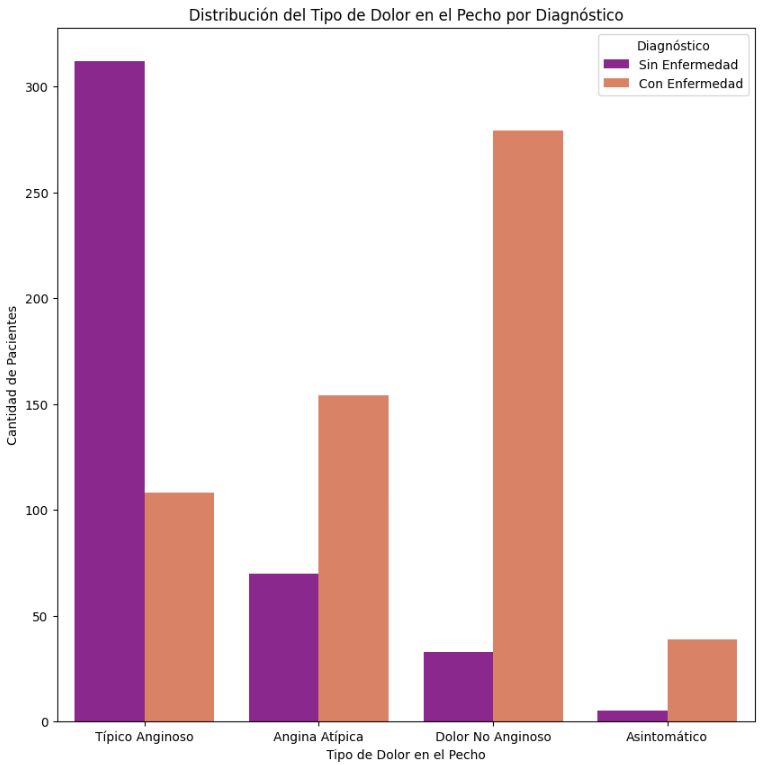 Distribución del Tipo de Dolor en el Pecho por Diagnóstico
Diagnóstico
Sin Enfermedad
Con Enfermedad
Cantidad de Pacientes
300
250
200
150
100
50
0
Típico Anginoso
Angina Atípica
Dolor No Anginoso
Asintomático
Tipo de Dolor en el Pecho